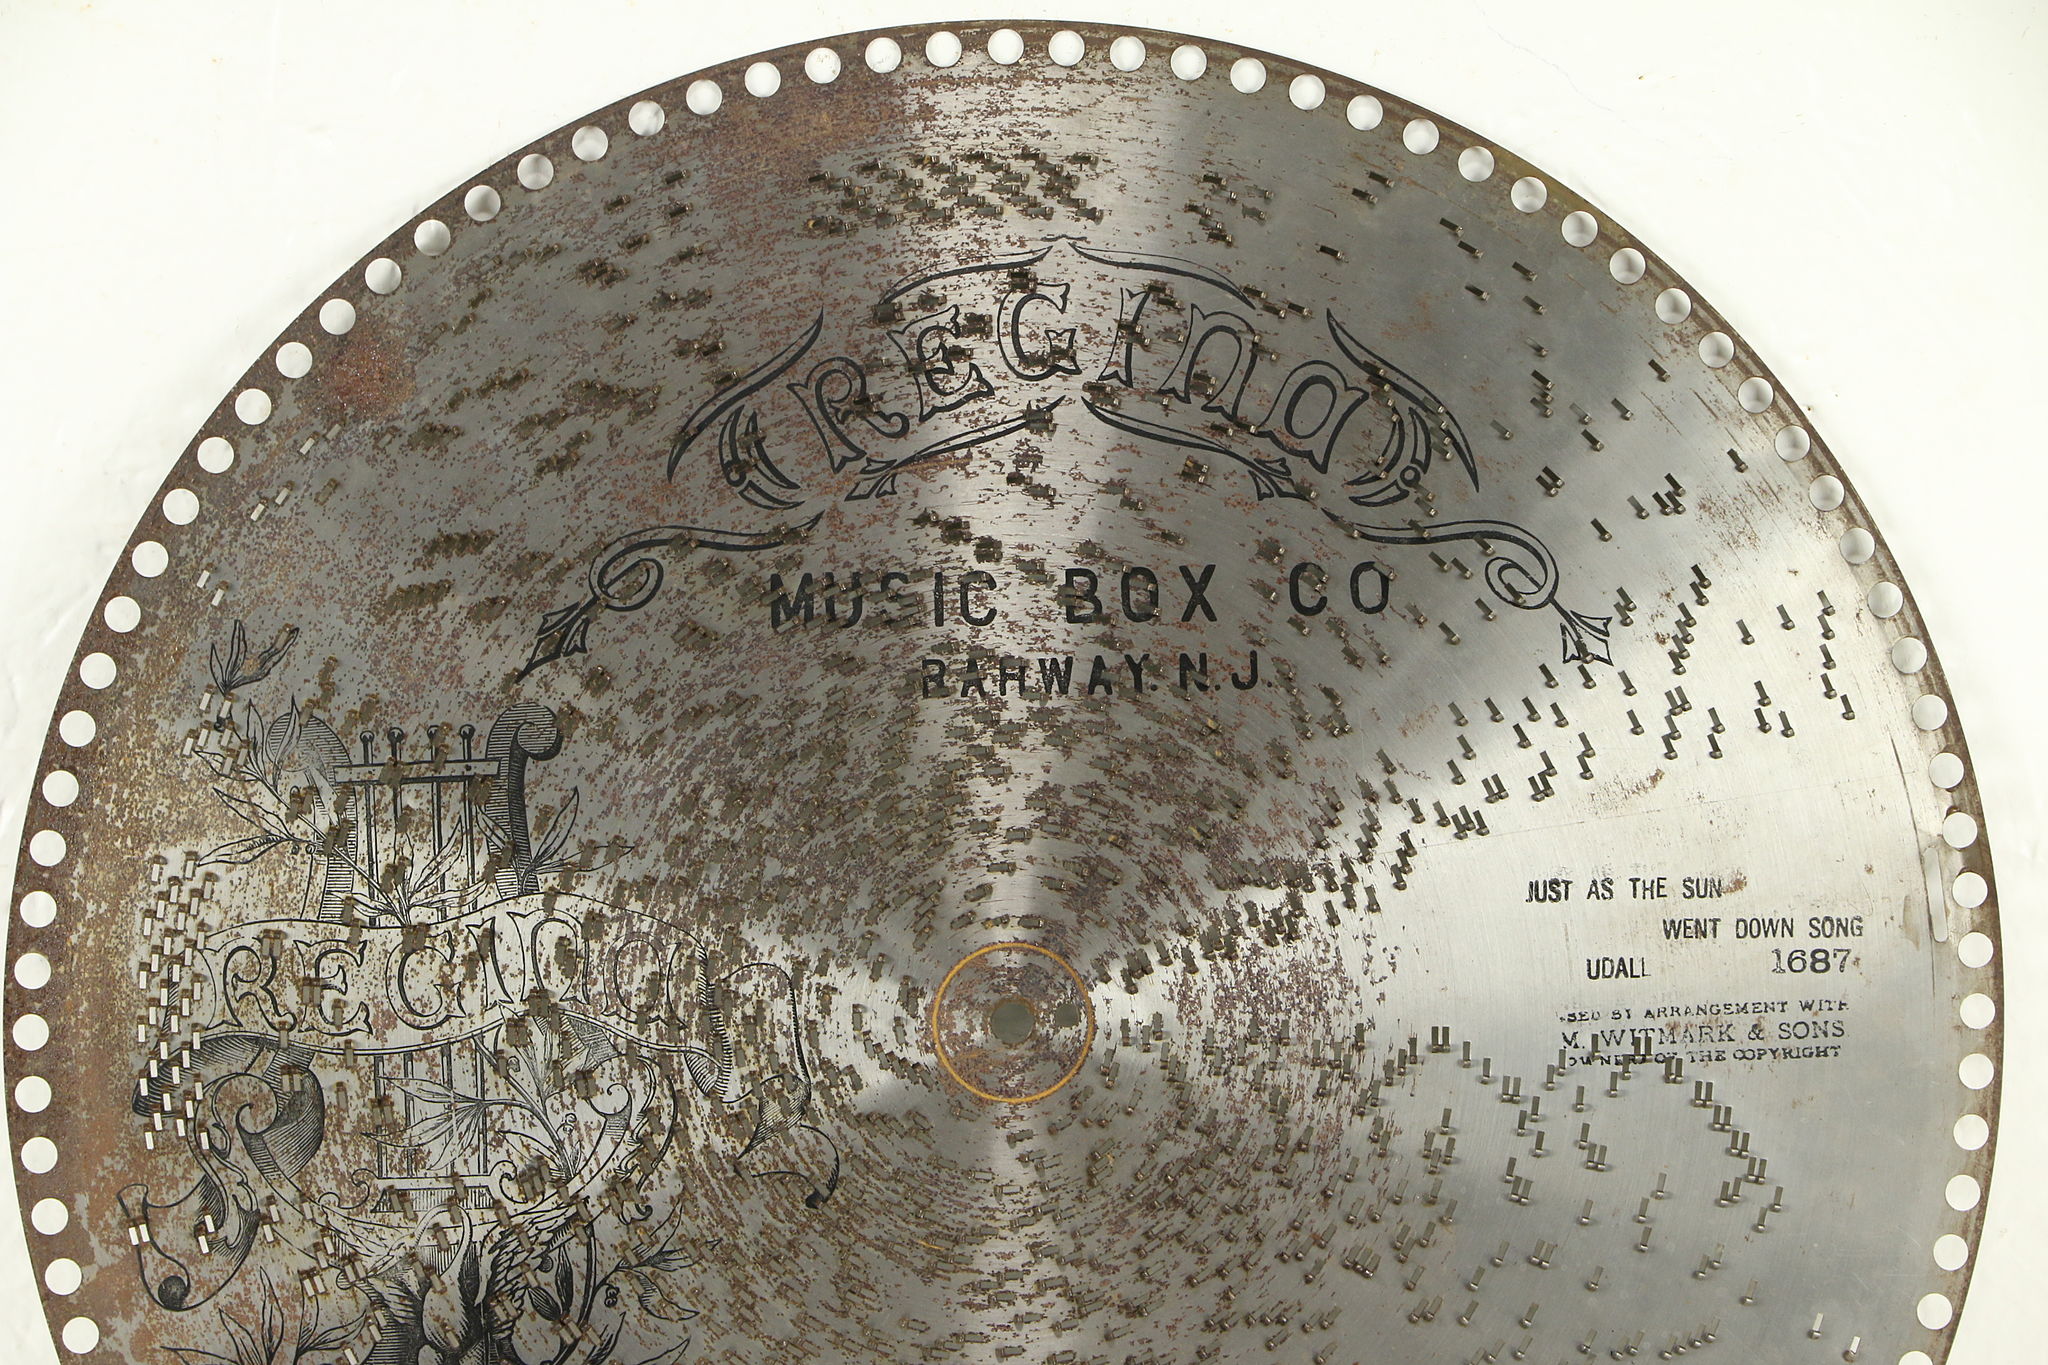 REGINA
MUSIC BOX CO
RAHWAY. N.J.
REGINA
JUST AS THE SUN
WENT DOWN SONG
UDALL 1687
BY ARRANGEMENT WITH
M. WITMARK & SONS
OWNERS OF THE COPYRIGHT